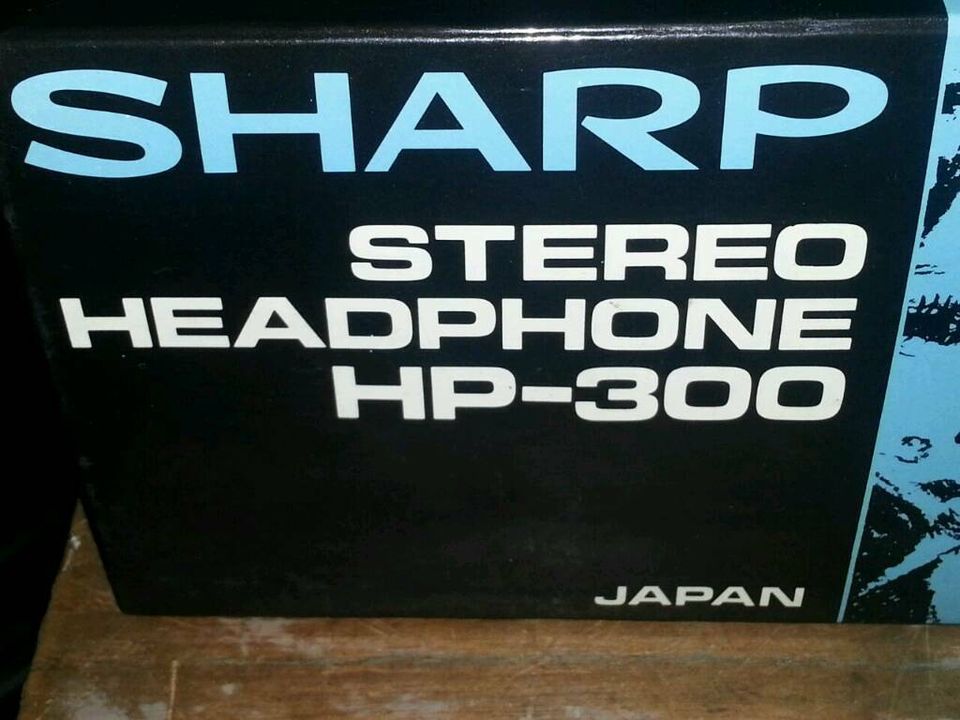 SHARP
STEREO
HEADPHONE
HP-300
JAPAN